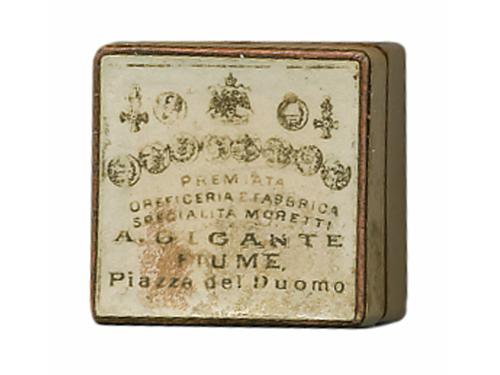 PREMIATA
OREFICERIA E FABBRICA
SPECIALITÀ MORETTI
A. GIGANTE
FIUME,
Piazza del Duomo